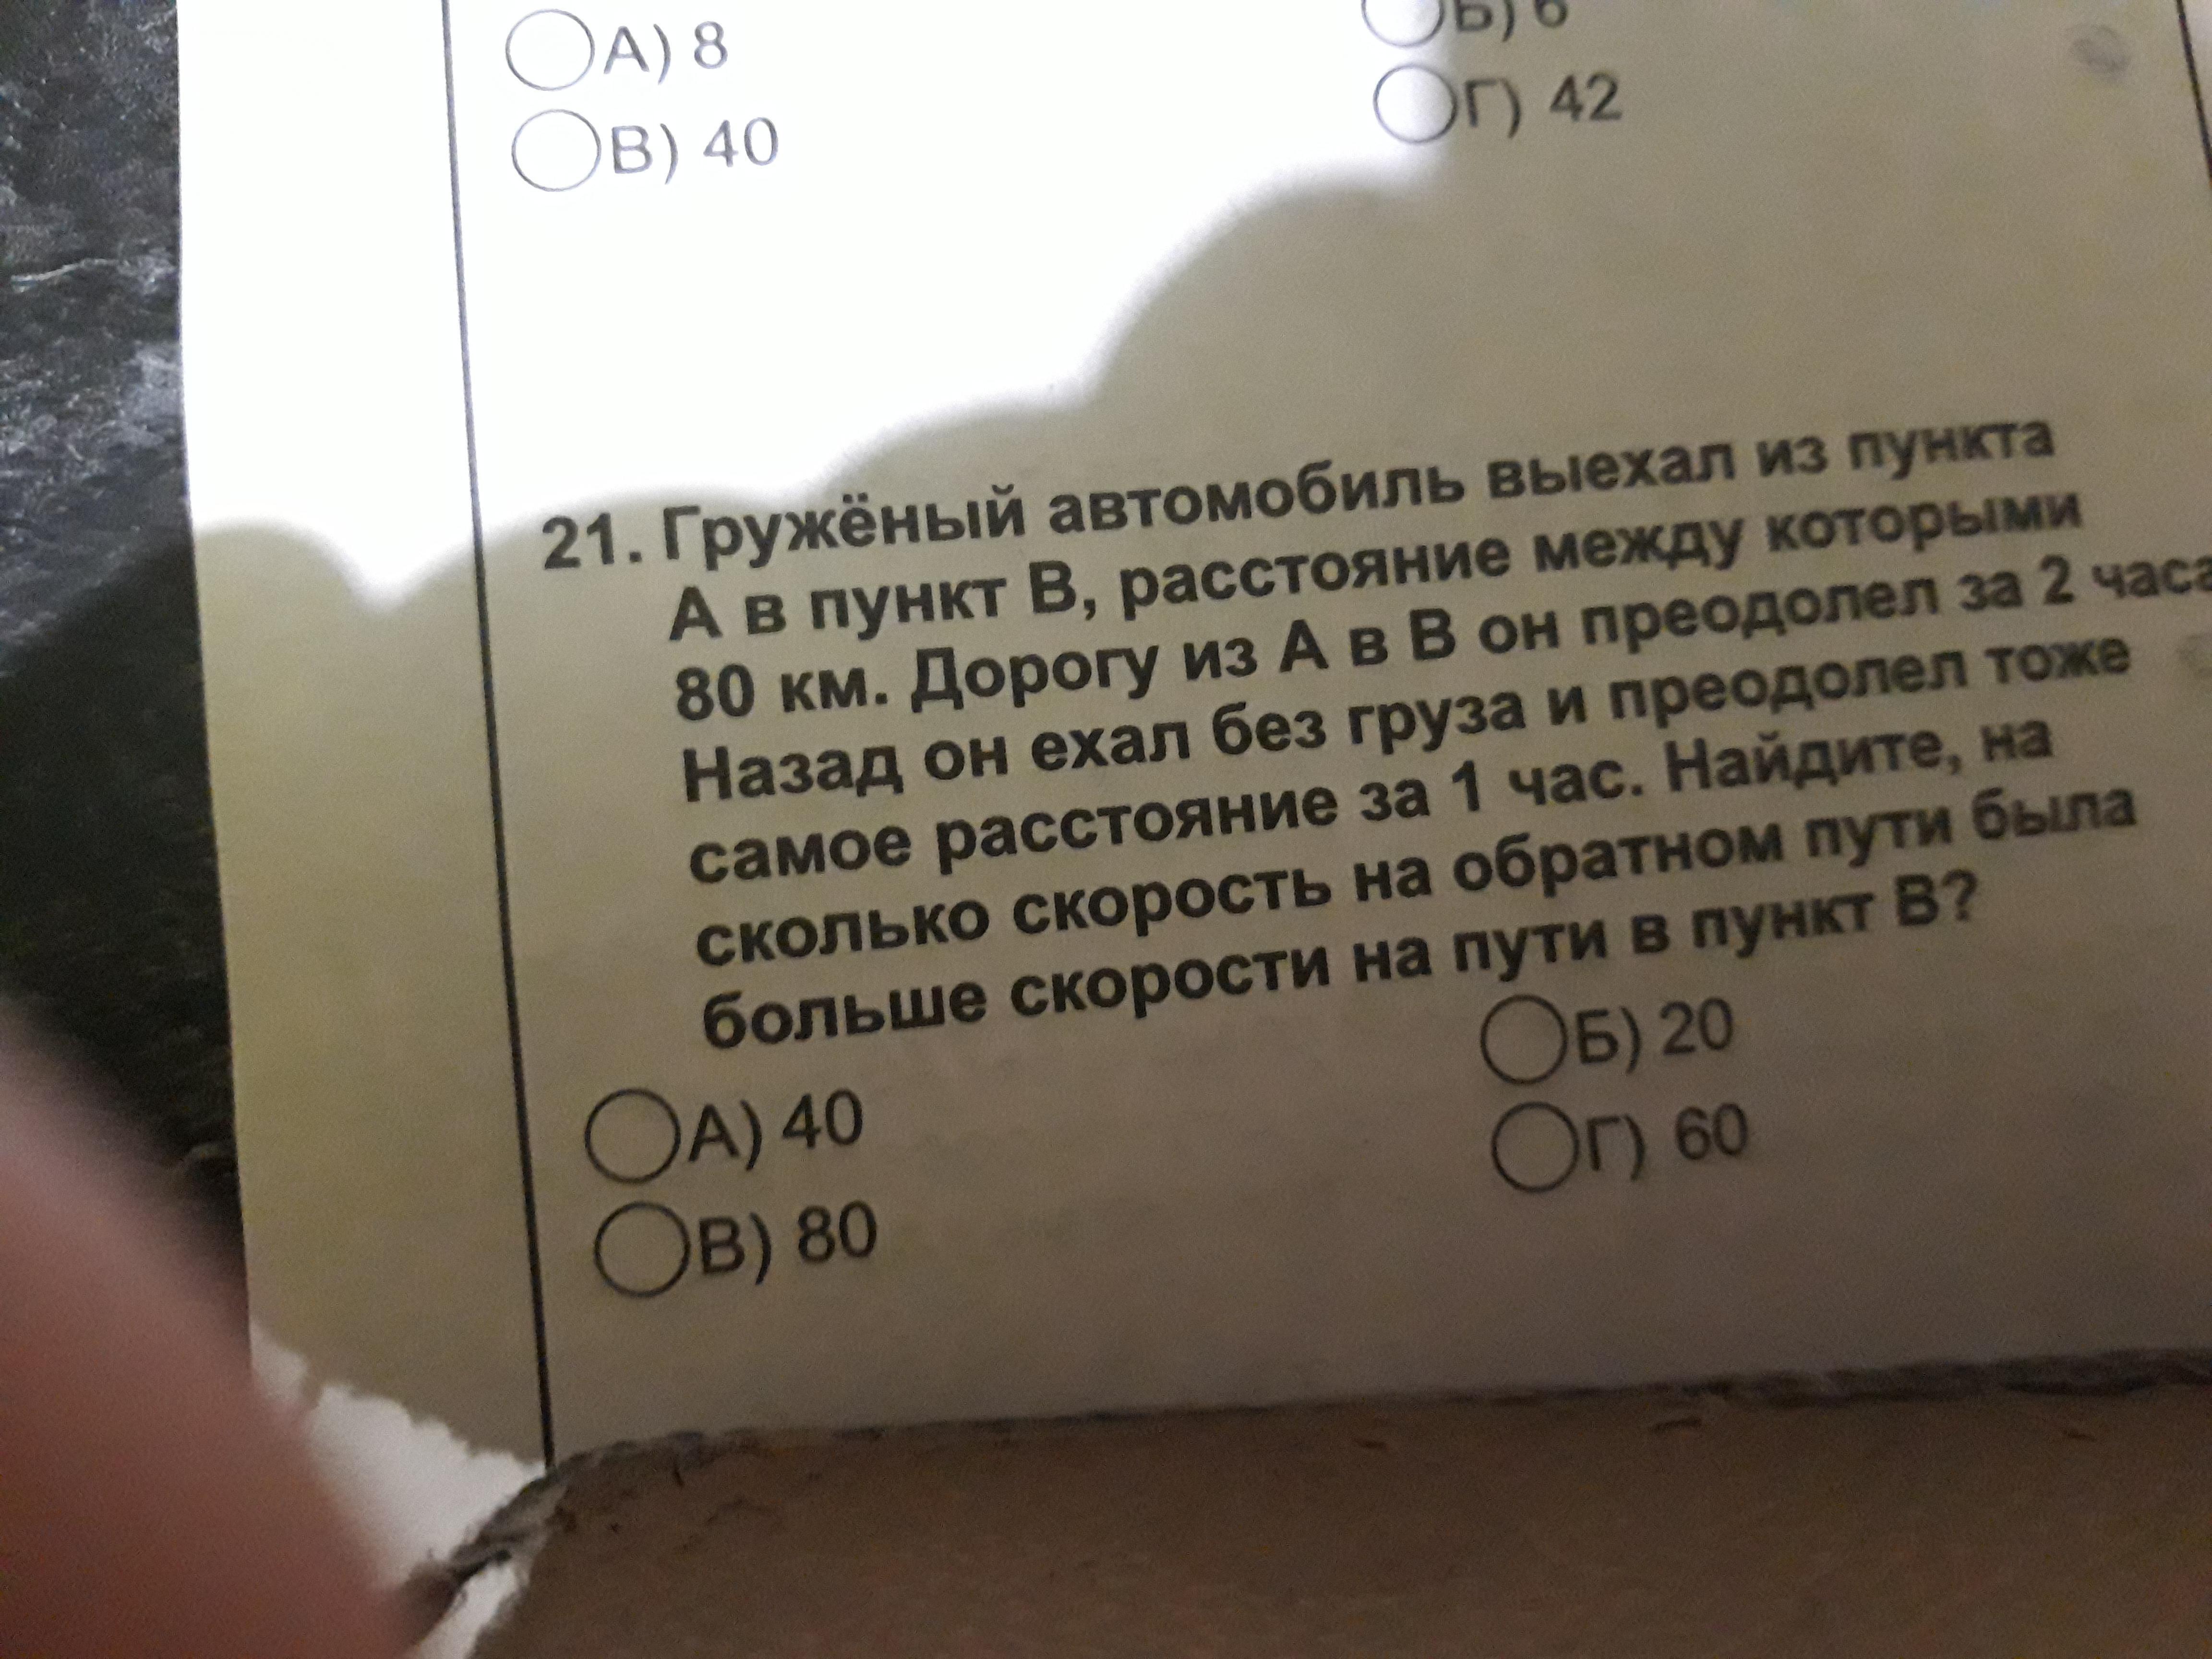 А) 8
Б) 6
В) 40
Г) 42
21. Гружёный автомобиль выехал из пункта
А в пункт В, расстояние между которыми
80 км. Дорогу из А в В он преодолел за 2 часа
Назад он ехал без груза и преодолел тоже
самое расстояние за 1 час. Найдите, на
сколько скорость на обратном пути была
больше скорости на пути в пункт В?
А) 40
Б) 20
В) 80
Г) 60